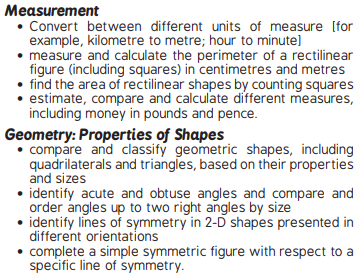 Measurement
• Convert between different units of measure [for
example, kilometre to metre; hour to minute]
• measure and calculate the perimeter of a rectilinear
figure (including squares) in centimetres and metres
• find the area of rectilinear shapes by counting squares
• estimate, compare and calculate different measures,
including money in pounds and pence.
Geometry: Properties of Shapes
• compare and classify geometric shapes, including
quadrilaterals and triangles, based on their properties
and sizes
• identify acute and obtuse angles and compare and
order angles up to two right angles by size
• identify lines of symmetry in 2-D shapes presented in
different orientations
• complete a simple symmetric figure with respect to a
specific line of symmetry.